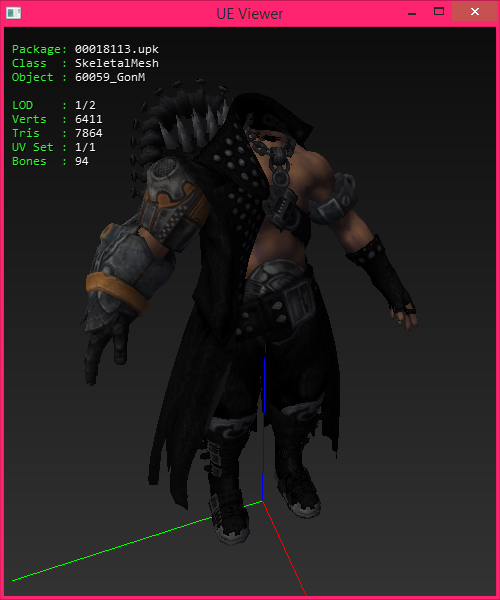 UE Viewer
Package: 00018113.upk
Class  : SkeletalMesh
Object : 60059_GonM
LOD    : 1/2
Verts  : 6411
Tris   : 7864
UV Set : 1/1
Bones  : 94